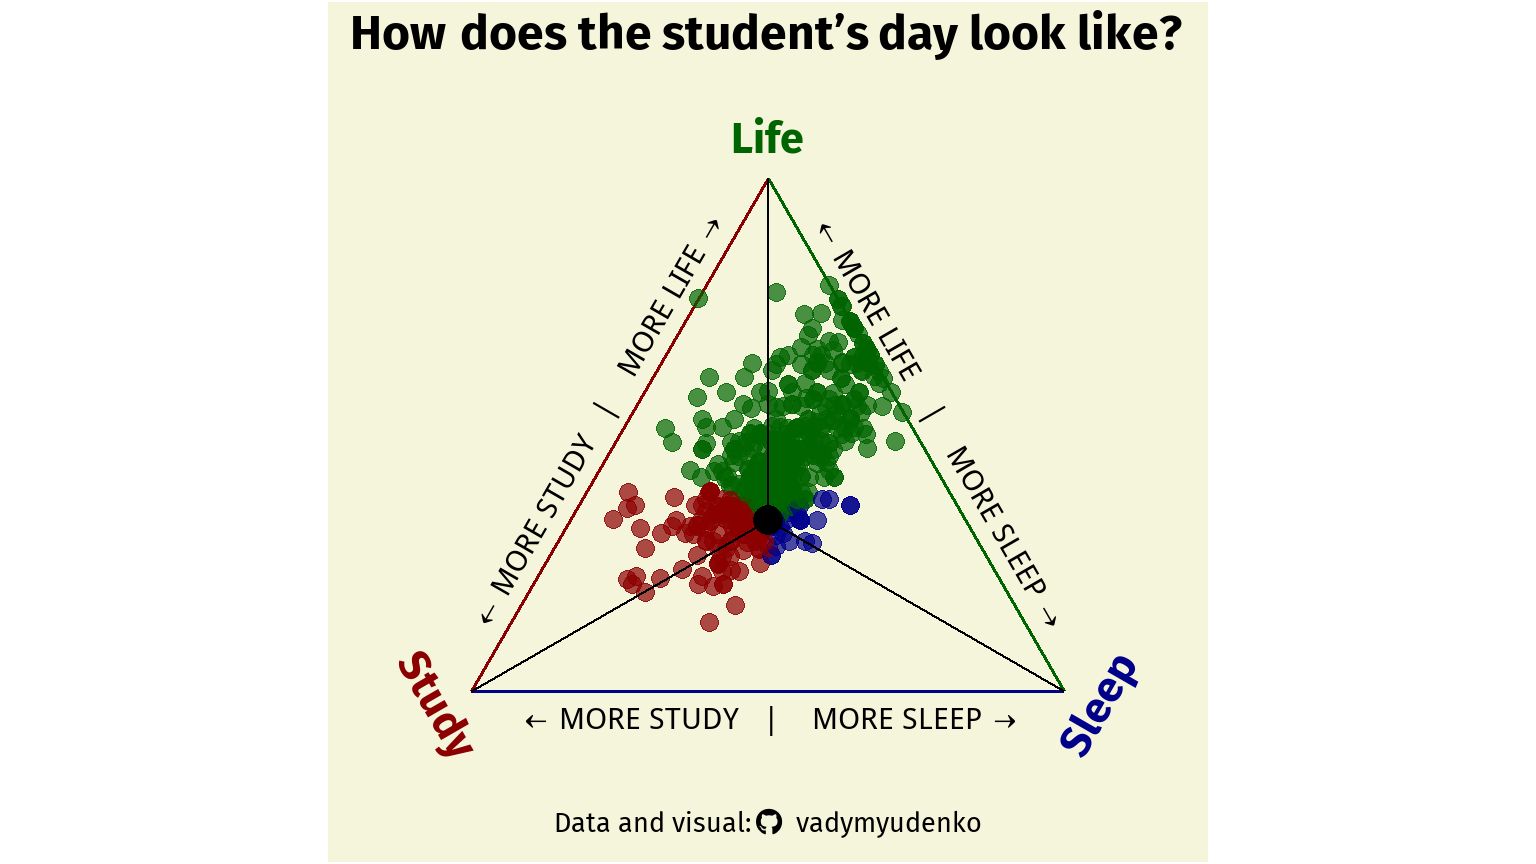 How does the student’s day look like?
Life
← MORE STUDY | MORE LIFE →
← MORE LIFE | MORE SLEEP →
Study
Sleep
← MORE STUDY | MORE SLEEP →
Data and visual: vadymyudenko